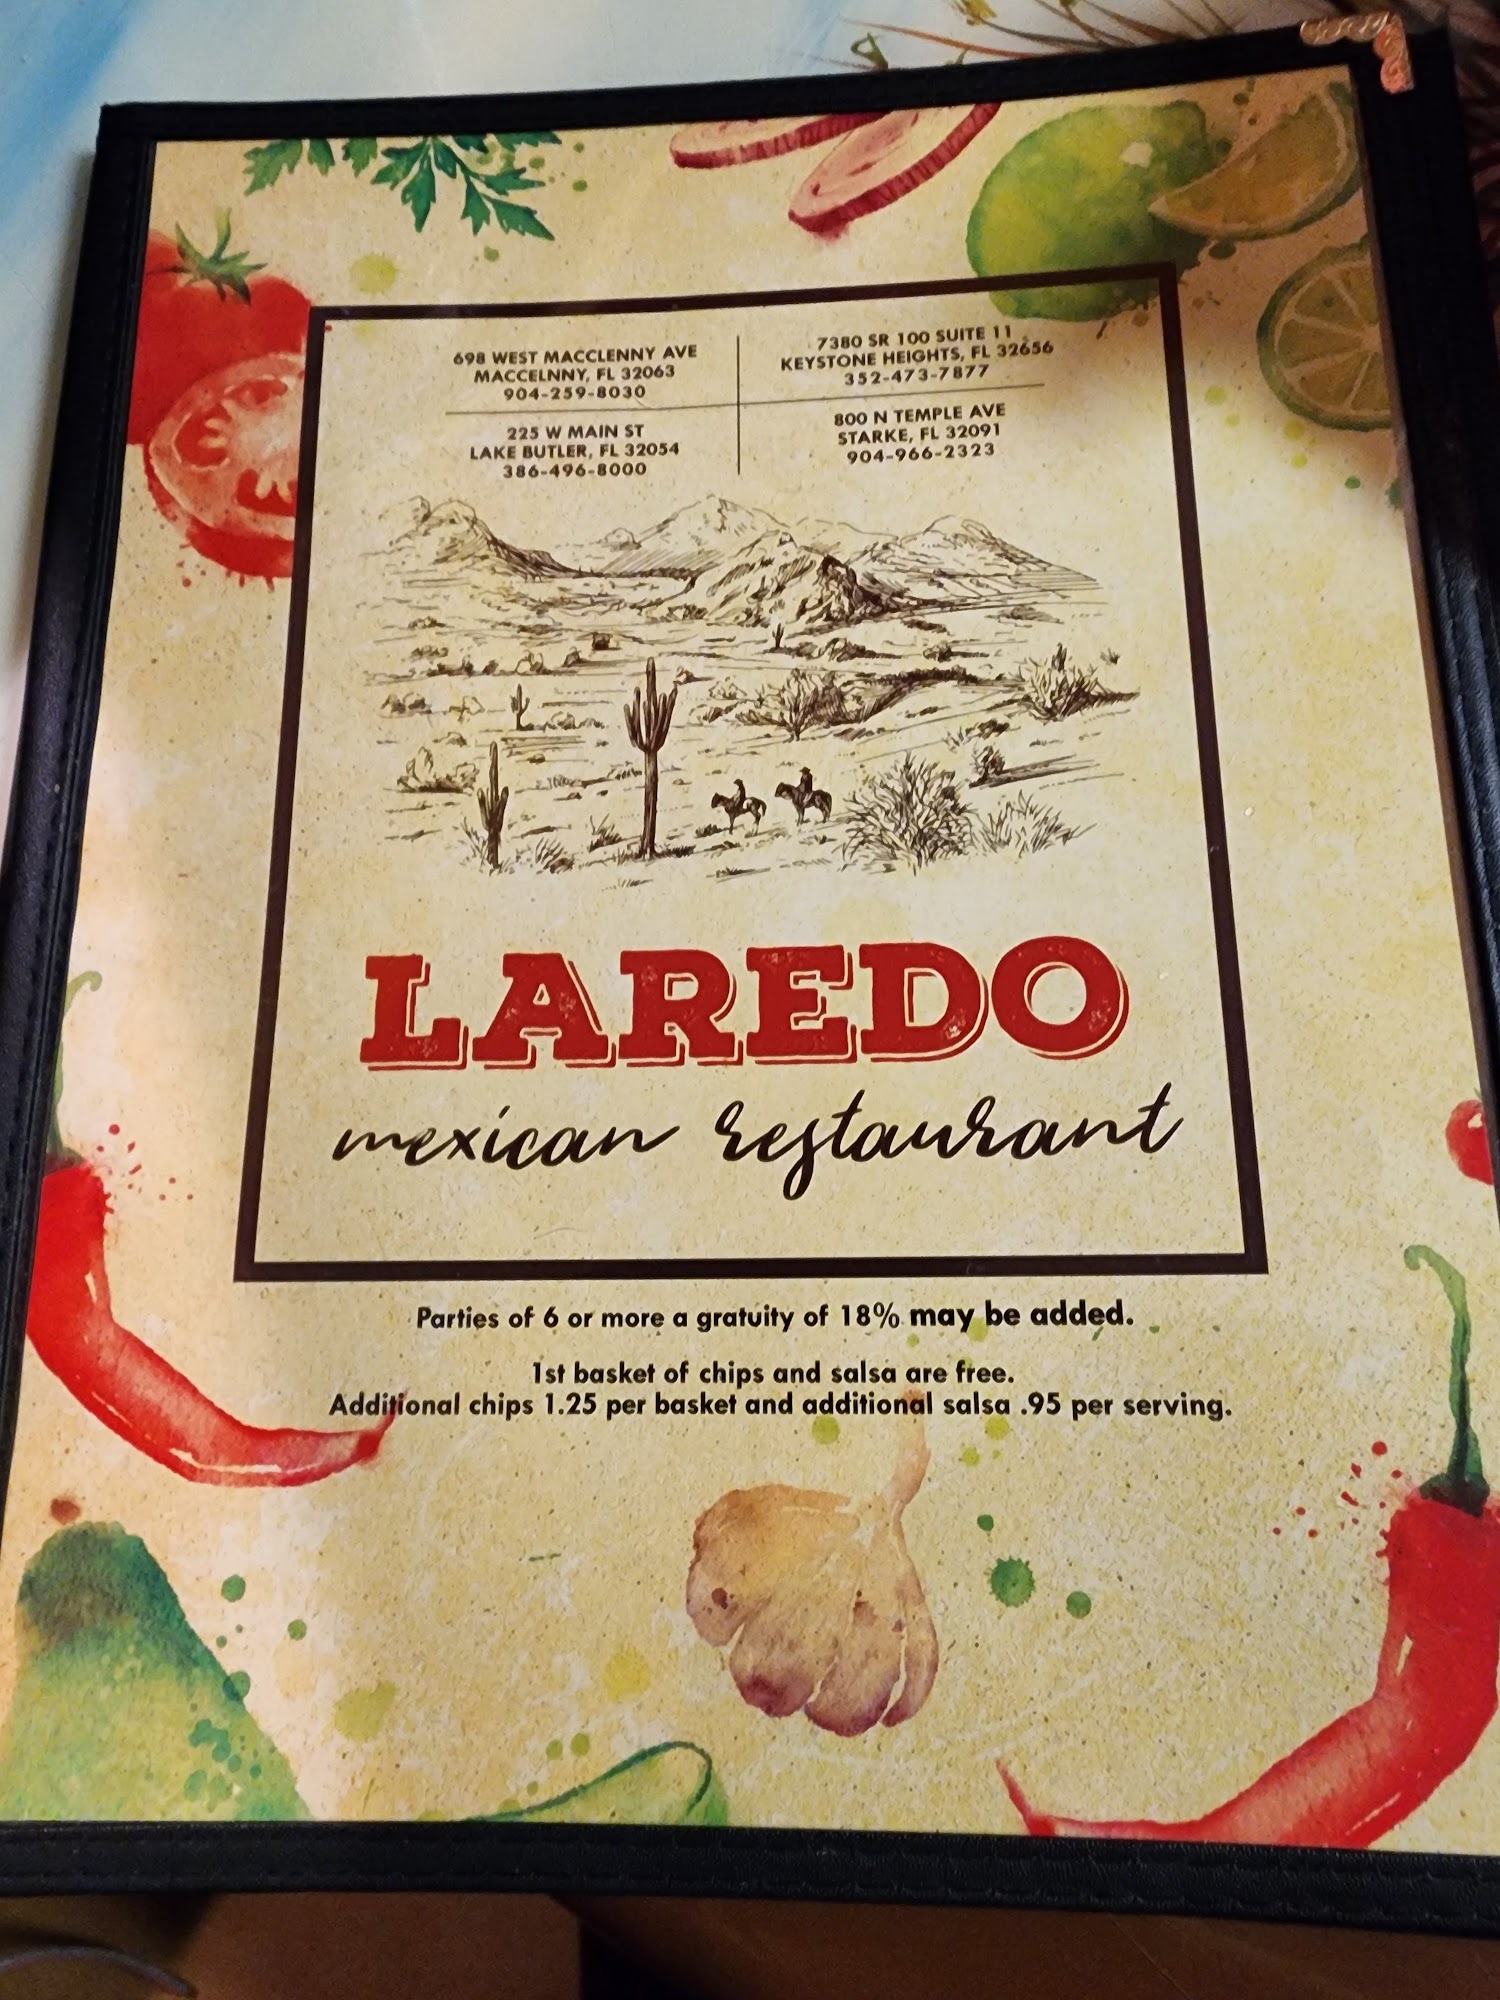 698 WEST MACCLENNY AVE
MACCELNNY, FL 32063
904-259-8030
7380 SR 100 SUITE 11
KEYSTONE HEIGHTS, FL 32656
352-473-7877
225 W MAIN ST
LAKE BUTLER, FL 32054
386-496-8000
800 N TEMPLE AVE
STARKE, FL 32091
904-966-2323
LAREDO
mexican restaurant
Parties of 6 or more a gratuity of 18% may be added.
1st basket of chips and salsa are free.
Additional chips 1.25 per basket and additional salsa .95 per serving.